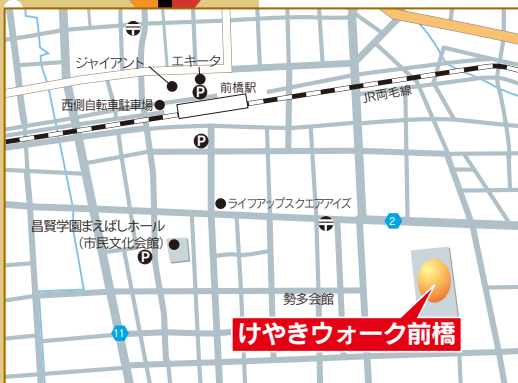 ジャイアント
エキータ
P
前橋駅
西側自転車駐車場
JR両毛線
P
ライフアップスクエアアイズ
2
昌賢学園まえばしホール
(市民文化会館)
P
勢多会館
11
けやきウォーク前橋